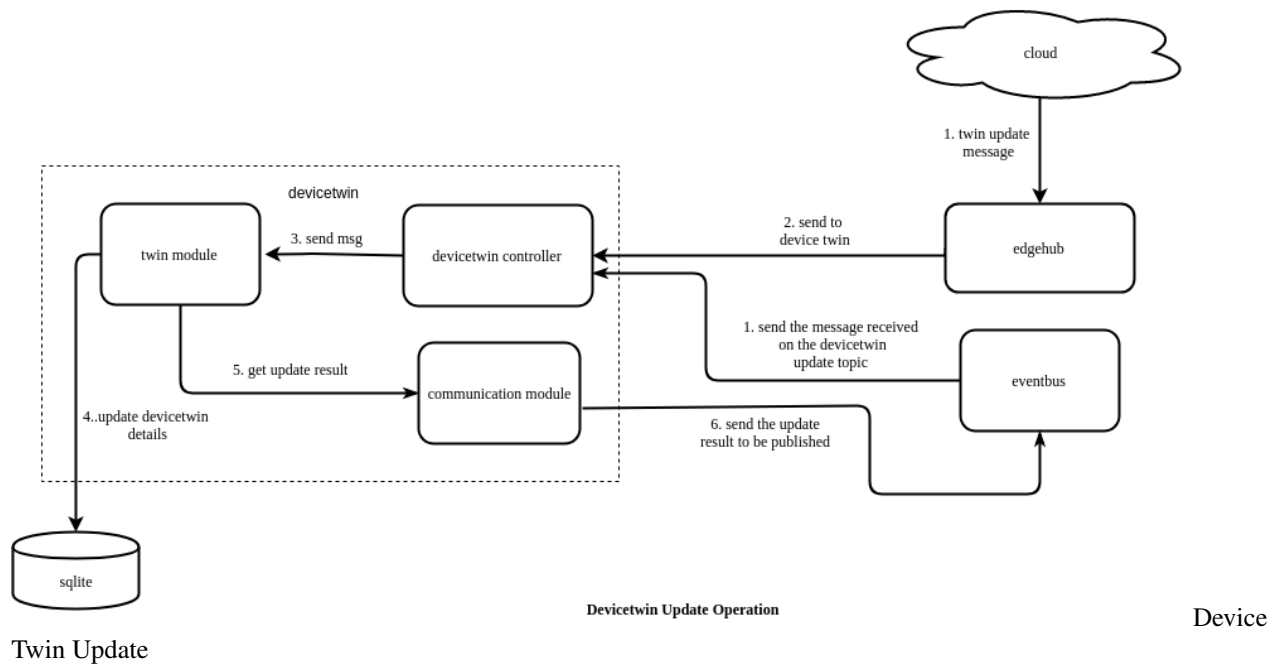 cloud
1. twin update
message
devicetwin
twin module
3. send msg
devicetwin controller
2. send to
device twin
edgehub
1. send the message received
on the devicetwin
update topic
eventbus
5. get update result
communication module
4..update devicetwin
details
6. send the update
result to be published
sqlite
Devicetwin Update Operation
Device
Twin Update